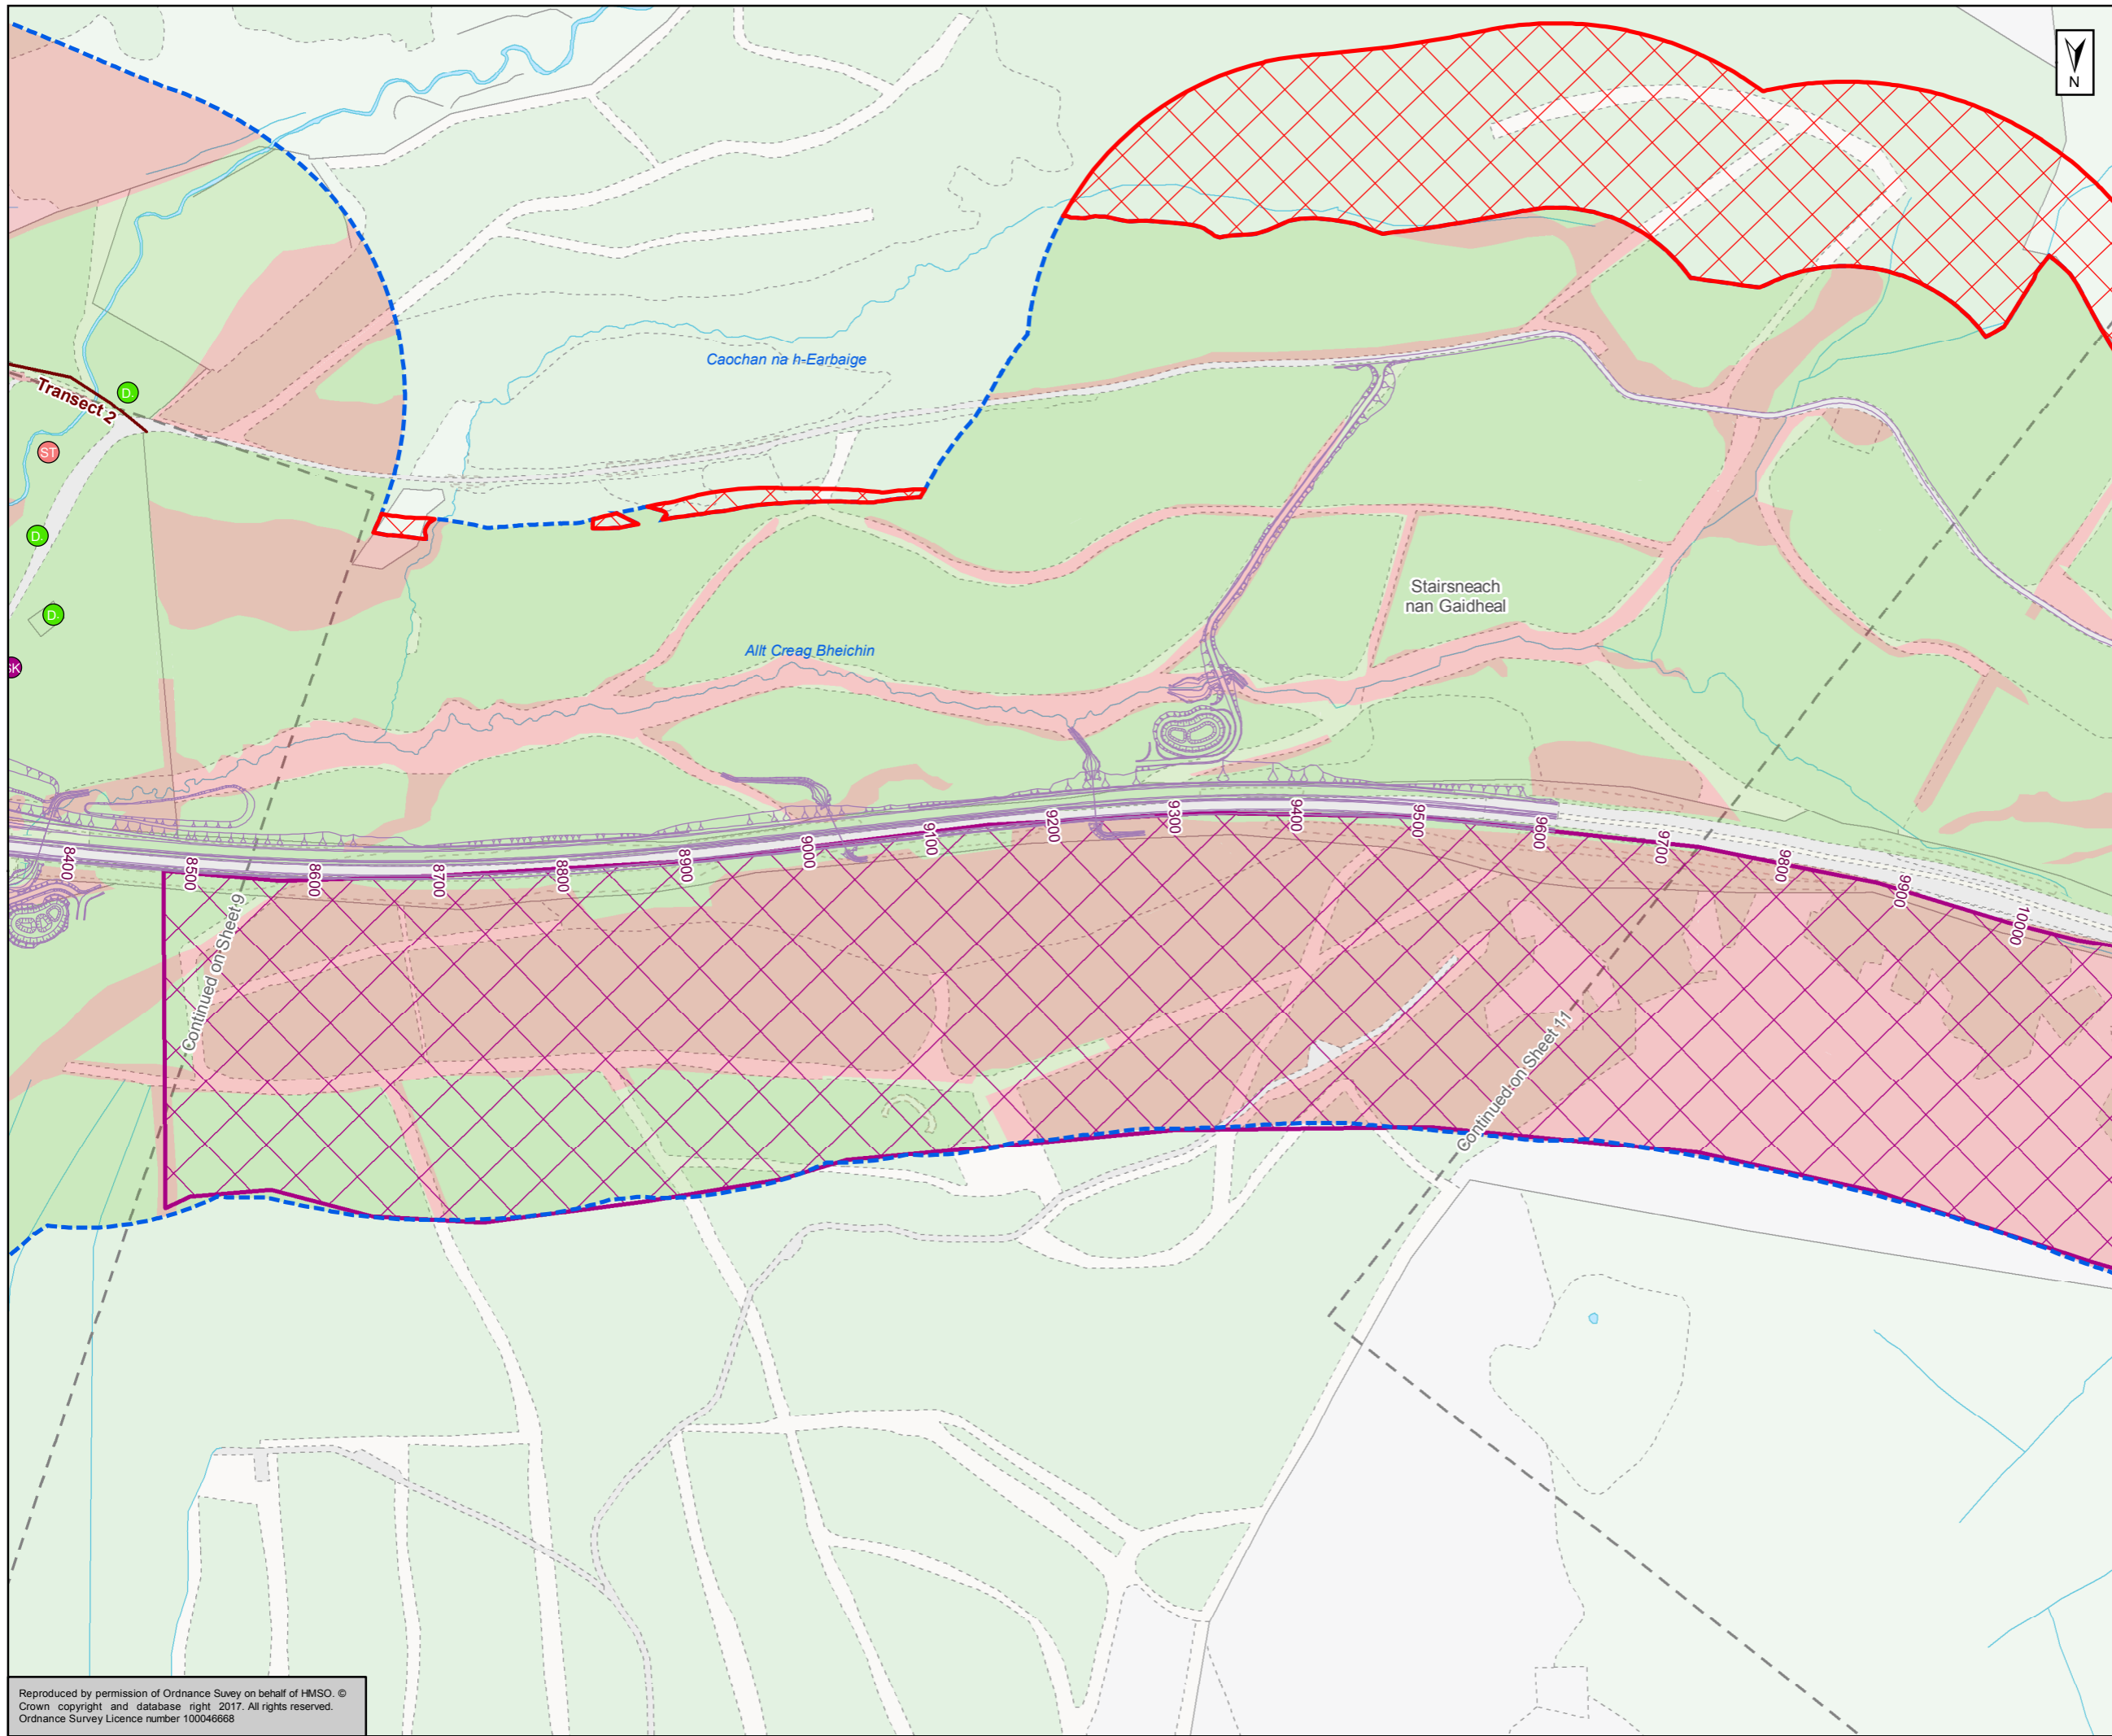 N
Caochan na h-Earbaige
Transect 2
D.
ST
D.
D.
SK
Stairsneach
nan Gaidheal
Allt Creag Bheichin
8400
8500
8600
8700
8800
8900
9000
9100
9200
9300
9400
9500
9600
9700
9800
9900
10000
Continued on Sheet 9
Continued on Sheet 11
Reproduced by permission of Ordnance Suvey on behalf of HMSO. ©
Crown copyright and database right 2017. All rights reserved.
Ordnance Survey Licence number 100046668